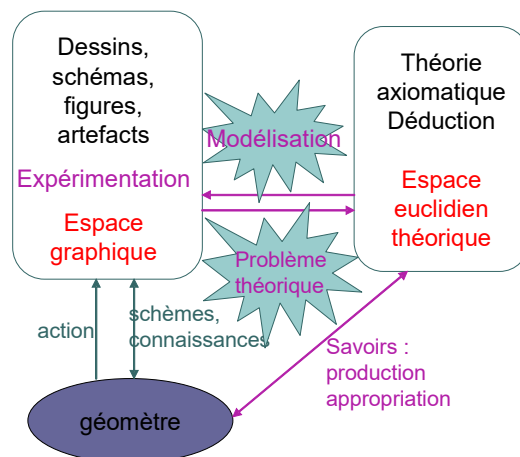 Dessins,
schémas,
figures,
artefacts
Expérimentation
Espace
graphique
Modélisation
Problème
théorique
Théorie
axiomatique
Déduction
Espace
euclidien
théorique
action
schèmes,
connaissances
Savoirs :
production
appropriation
géomètre